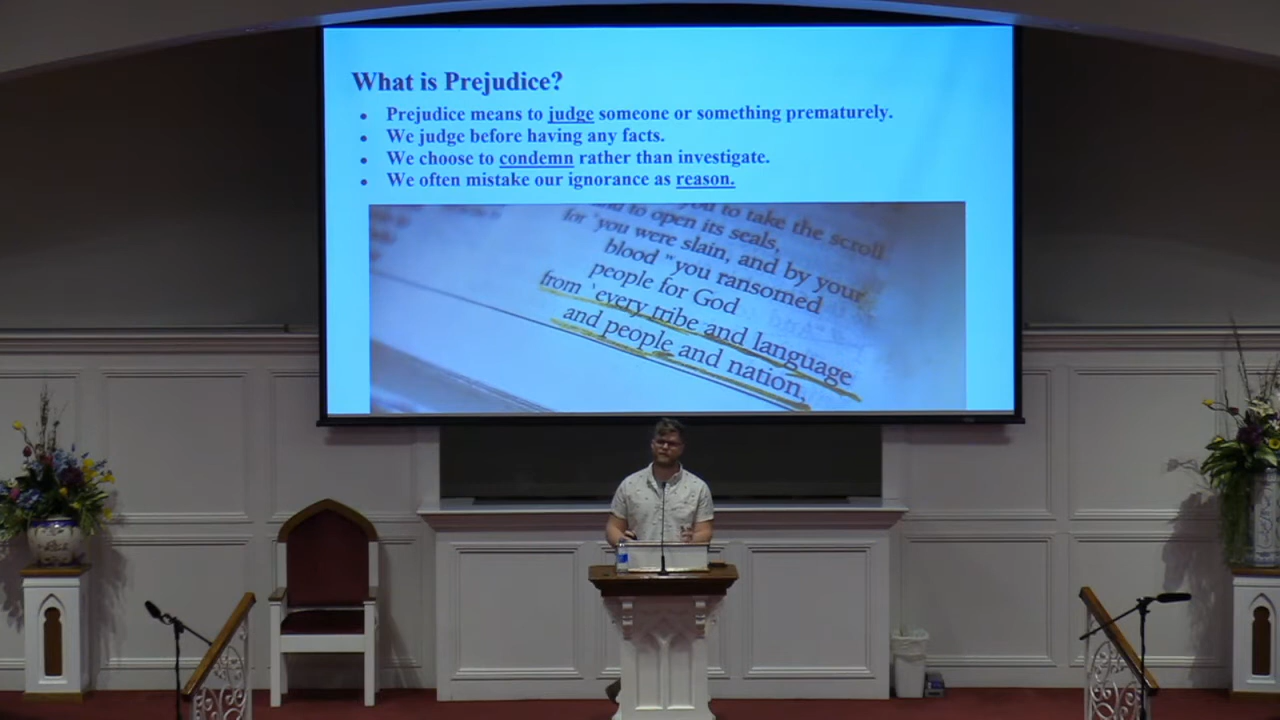 What is Prejudice?
• Prejudice means to judge someone or something prematurely.
• We judge before having any facts.
• We choose to condemn rather than investigate.
• We often mistake our ignorance as reason.
you to take the scroll
and to open its seals,
for 'you were slain, and by your
blood "you ransomed
people for God
from 'every tribe and language
and people and nation,